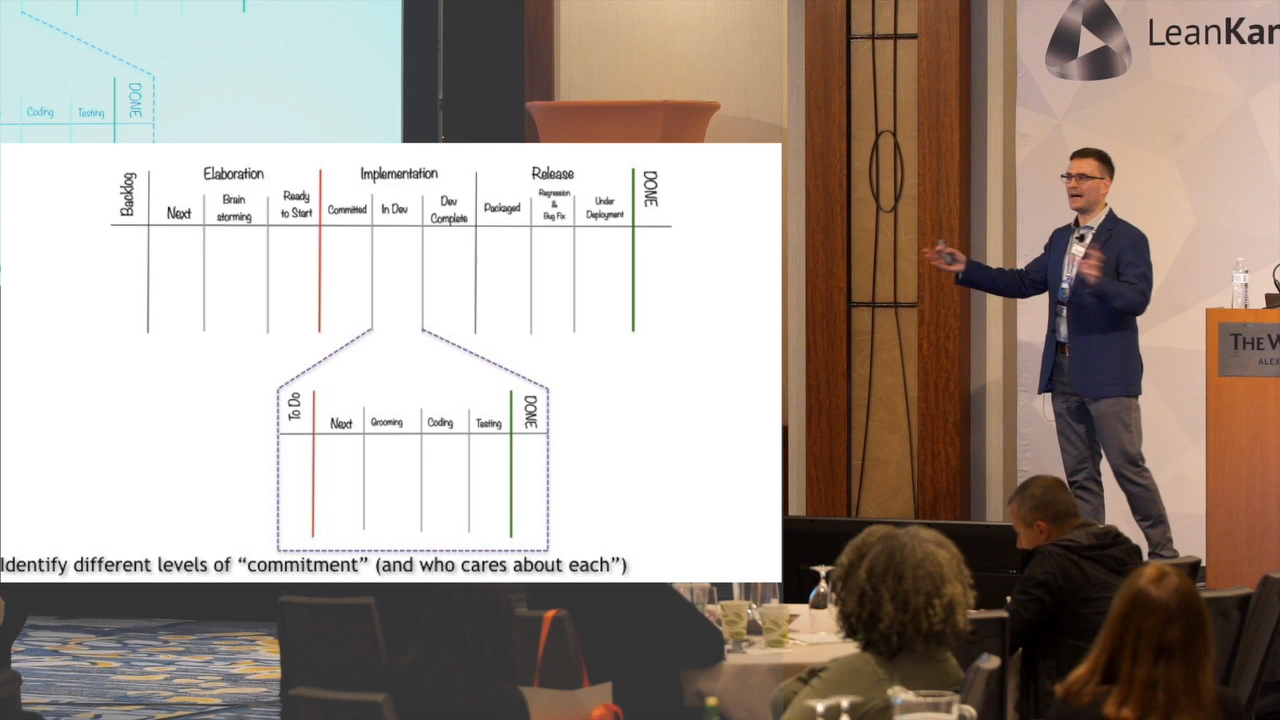 Coding
Testing
DONE
LeanKan
Backlog
Elaboration
Implementation
Release
DONE
Next
Brain
storming
Ready
to Start
Committed
In Dev
Dev
Complete
Packaged
Regression
&
Bug Fix
Under
Deployment
THE W
ALEX
To Do
Next
Grooming
Coding
Testing
DONE
Identify different levels of “commitment” (and who cares about each”)